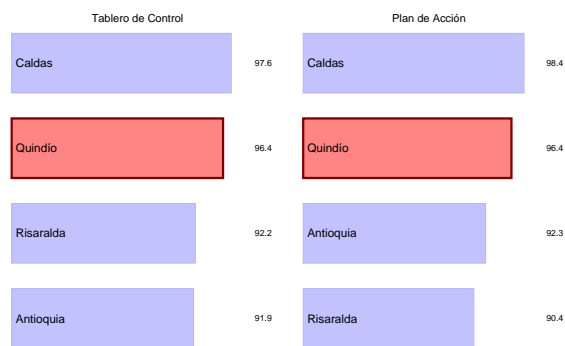 Tablero de Control
Caldas 97.6
Quindío 96.4
Risaralda 92.2
Antioquia 91.9
Plan de Acción
Caldas 98.4
Quindío 96.4
Antioquia 92.3
Risaralda 90.4